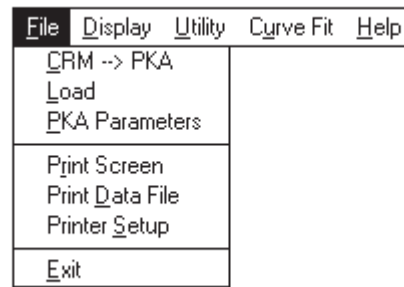 File Display Utility Curve Fit Help
CRM --> PKA
Load
PKA Parameters
Print Screen
Print Data File
Printer Setup
Exit